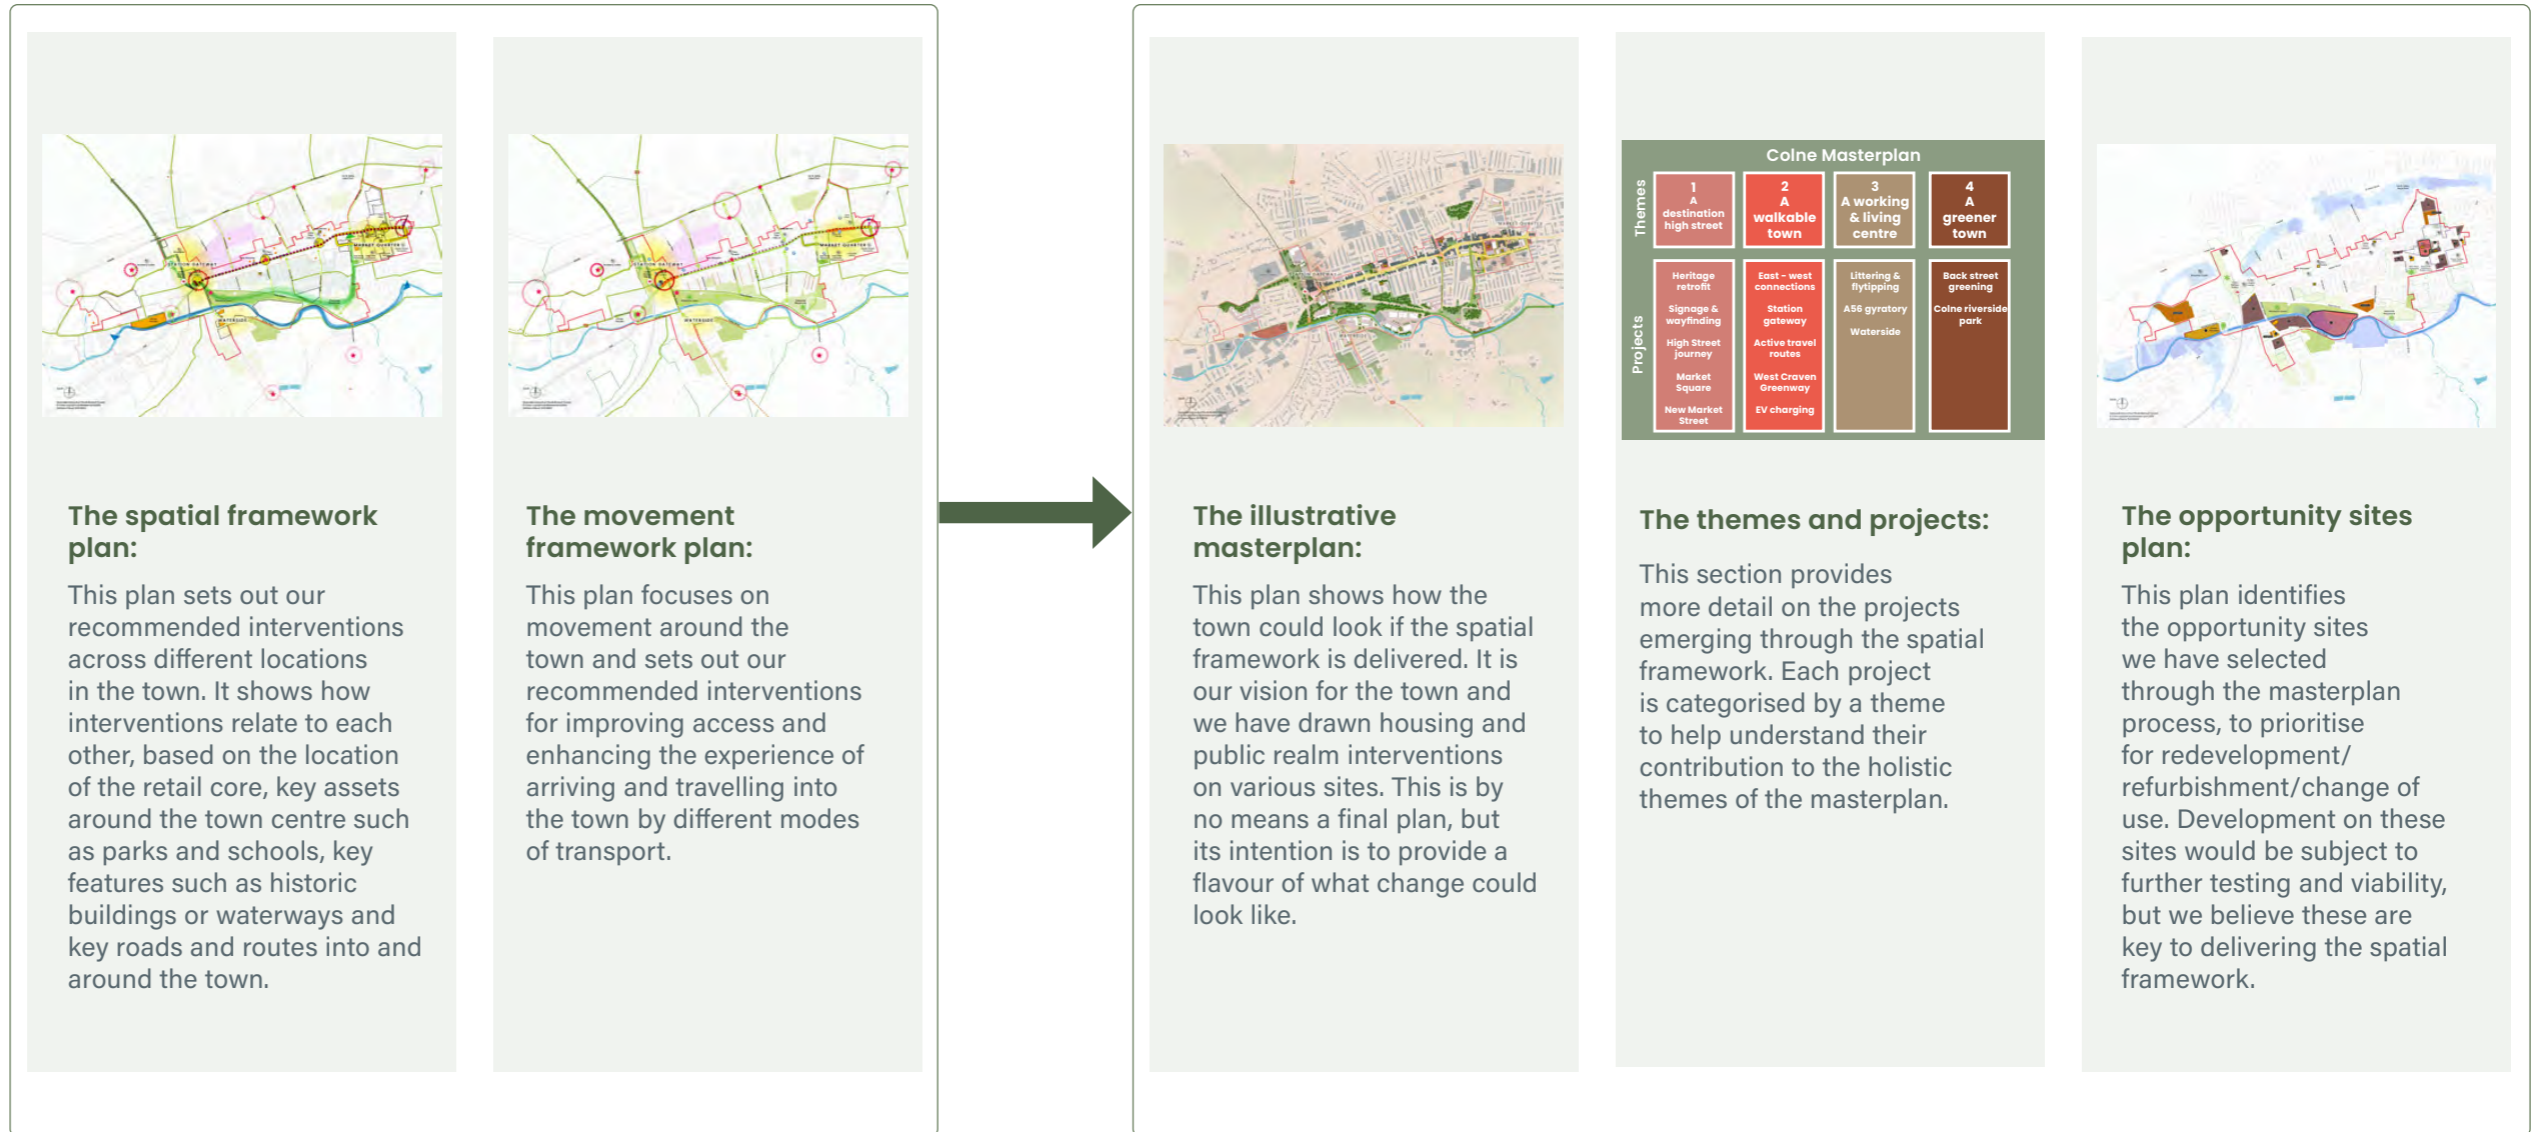 The spatial framework
plan:
This plan sets out our
recommended interventions
across different locations
in the town. It shows how
interventions relate to each
other, based on the location
of the retail core, key assets
around the town centre such
as parks and schools, key
features such as historic
buildings or waterways and
key roads and routes into and
around the town.
The movement
framework plan:
This plan focuses on
movement around the
town and sets out our
recommended interventions
for improving access and
enhancing the experience of
arriving and travelling into
the town by different modes
of transport.
The illustrative
masterplan:
This plan shows how the
town could look if the spatial
framework is delivered. It is
our vision for the town and
we have drawn housing and
public realm interventions
on various sites. This is by
no means a final plan, but
its intention is to provide a
flavour of what change could
look like.
Colne Masterplan
Themes
1
A
destination
high street
2
A
walkable
town
3
A working
& living
centre
4
A
greener
town
Projects
Heritage
retrofit
Signage &
wayfinding
High Street
journey
Market
Square
New Market
Street
East - west
connections
Station
gateway
Active travel
routes
West Craven
Greenway
EV charging
Littering &
flytipping
A56 gyratory
Waterside
Back street
greening
Colne riverside
park
The themes and projects:
This section provides
more detail on the projects
emerging through the spatial
framework. Each project
is categorised by a theme
to help understand their
contribution to the holistic
themes of the masterplan.
The opportunity sites
plan:
This plan identifies
the opportunity sites
we have selected
through the masterplan
process, to prioritise
for redevelopment/
refurbishment/change of
use. Development on these
sites would be subject to
further testing and viability,
but we believe these are
key to delivering the spatial
framework.